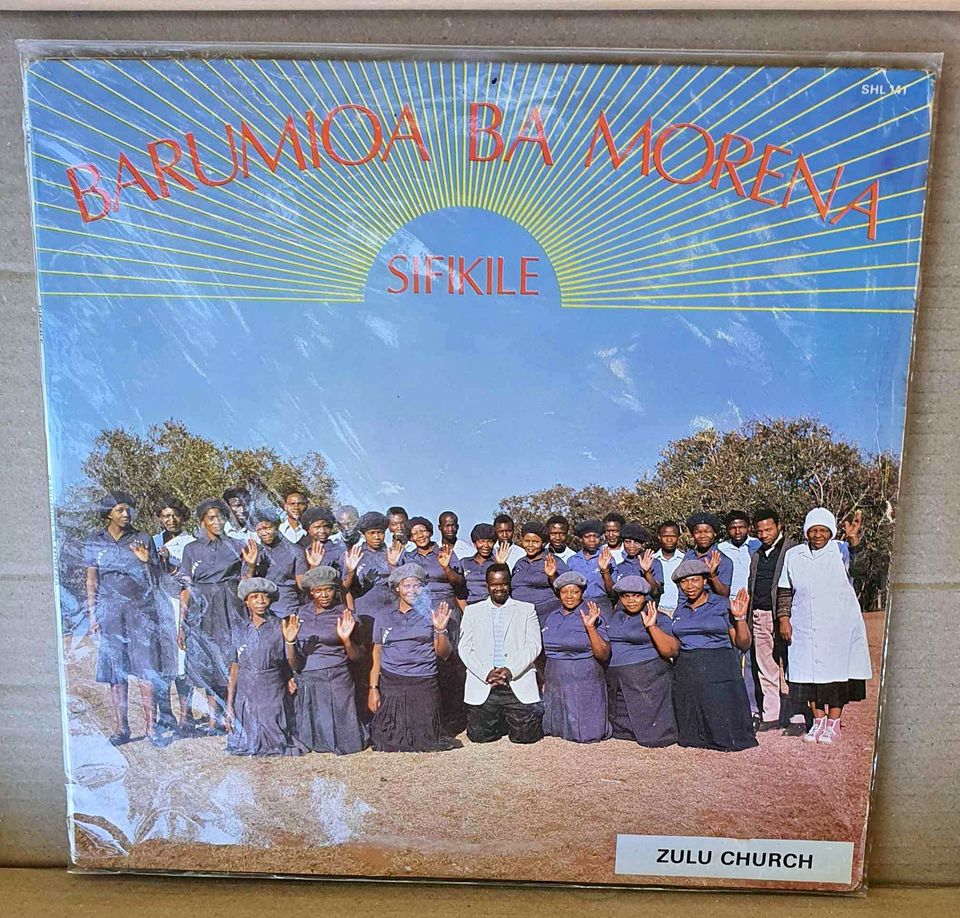 SHL 141
BARUMIOA BA MORENA
SIFIKILE
ZULU CHURCH